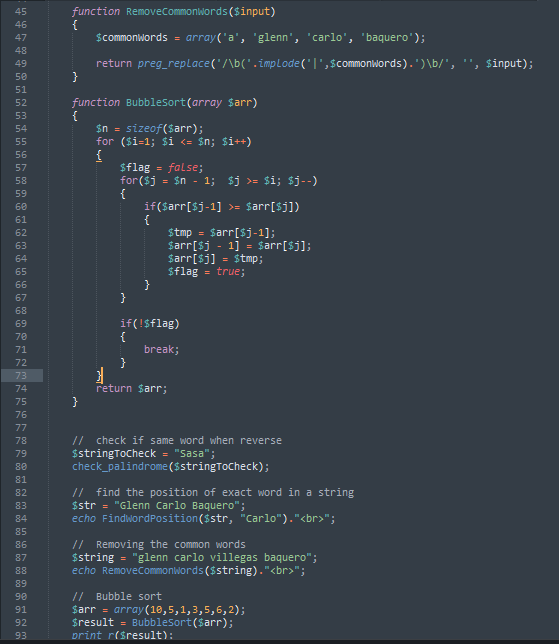 45 function RemoveCommonWords($input)
46 {
47 $commonWords = array('a', 'glenn', 'carlo', 'baquero');
48
49 return preg_replace('/\b('.implode('|',$commonWords).')\b/', '', $input);
50 }
51
52 function BubbleSort(array $arr)
53 {
54 $n = sizeof($arr);
55 for ($i=1; $i <= $n; $i++)
56 {
57 $flag = false;
58 for($j = $n - 1;  $j >= $i; $j--)
59 {
60 if($arr[$j-1] >= $arr[$j])
61 {
62 $tmp = $arr[$j-1];
63 $arr[$j - 1] = $arr[$j];
64 $arr[$j] = $tmp;
65 $flag = true;
66 }
67 }
68
69 if(!$flag)
70 {
71 break;
72 }
73 }
74 return $arr;
75 }
76
77
78 //  check if same word when reverse
79 $stringToCheck = "Sasa";
80 check_palindrome($stringToCheck);
81
82 //  find the position of exact word in a string
83 $str = "Glenn Carlo Baquero";
84 echo FindWordPosition($str, "Carlo")."<br>";
85
86 //  Removing the common words
87 $string = "glenn carlo villegas baquero";
88 echo RemoveCommonWords($string)."<br>";
89
90 //  Bubble sort
91 $arr = array(10,5,1,3,5,6,2);
92 $result = BubbleSort($arr);
93 print_r($result);